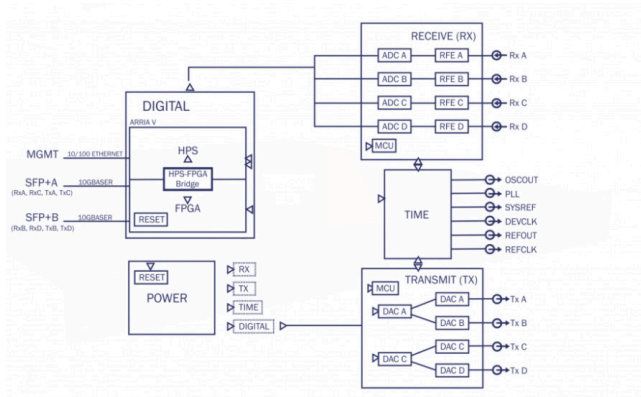 RECEIVE (RX)
ADC A
RFE A
Rx A
ADC B
RFE B
Rx B
ADC C
RFE C
Rx C
ADC D
RFE D
Rx D
MCU
DIGITAL
ARRIA V
MGMT
10/100 ETHERNET
HPS
HPS-FPGA
Bridge
SFP+A
10GBASER
(RxA, RxC, TxA, TxC)
FPGA
SFP+B
10GBASER
(RxB, RxD, TxB, TxD)
RESET
TIME
OSCOUT
PLL
SYSREF
DEVCLK
REFOUT
REFCLK
RESET
POWER
RX
TX
TIME
DIGITAL
TRANSMIT (TX)
MCU
DAC A
DAC A
Tx A
DAC B
Tx B
DAC C
DAC C
Tx C
DAC D
Tx D